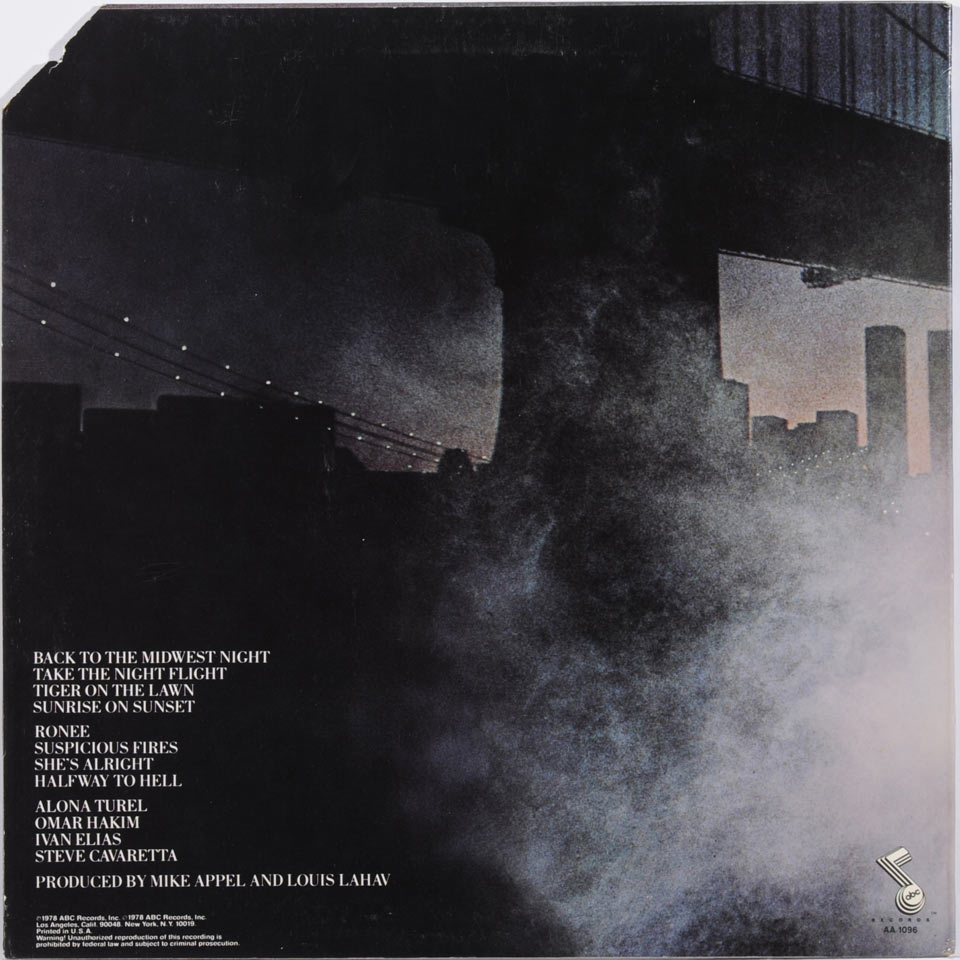 BACK TO THE MIDWEST NIGHT
TAKE THE NIGHT FLIGHT
TIGER ON THE LAWN
SUNRISE ON SUNSET
RONEE
SUSPICIOUS FIRES
SHE'S ALRIGHT
HALFWAY TO HELL
ALONA TUREL
OMAR HAKIM
IVAN ELIAS
STEVE CAVARETTA
PRODUCED BY MIKE APPEL AND LOUIS LAHAV
℗1978 ABC Records, Inc. ©1978 ABC Records, Inc.
Los Angeles, Calif. 90048. New York, N.Y. 10019.
Printed in U.S.A.
Warning! Unauthorized reproduction of this recording is
prohibited by federal law and subject to criminal prosecution.
abc
RECORDS™
AA 1096